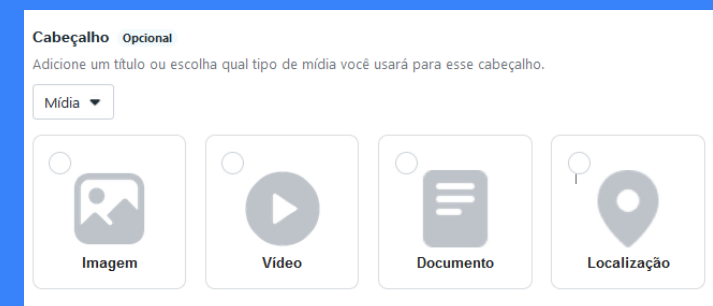 Cabeçalho Opcional
Adicione um título ou escolha qual tipo de mídia você usará para esse cabeçalho.
Mídia
Imagem Vídeo Documento Localização